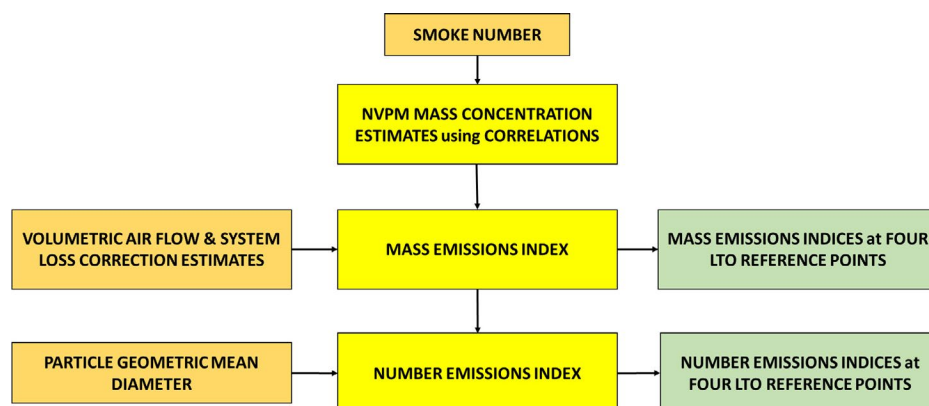 SMOKE NUMBER
NVPM MASS CONCENTRATION
ESTIMATES using CORRELATIONS
VOLUMETRIC AIR FLOW & SYSTEM
LOSS CORRECTION ESTIMATES
MASS EMISSIONS INDEX
MASS EMISSIONS INDICES at FOUR
LTO REFERENCE POINTS
PARTICLE GEOMETRIC MEAN
DIAMETER
NUMBER EMISSIONS INDEX
NUMBER EMISSIONS INDICES at
FOUR LTO REFERENCE POINTS